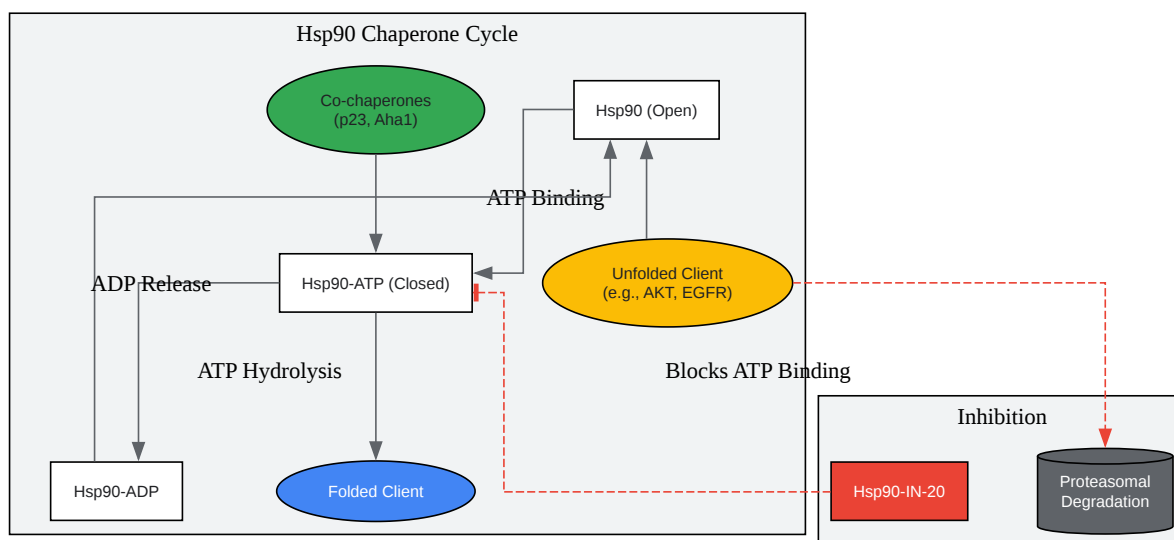 Hsp90 Chaperone Cycle
Co-chaperones
(p23, Aha1)
Hsp90 (Open)
ATP Binding
ADP Release
Hsp90-ATP (Closed)
Unfolded Client
(e.g., AKT, EGFR)
ATP Hydrolysis
Blocks ATP Binding
Inhibition
Hsp90-ADP
Folded Client
Hsp90-IN-20
Proteasomal
Degradation